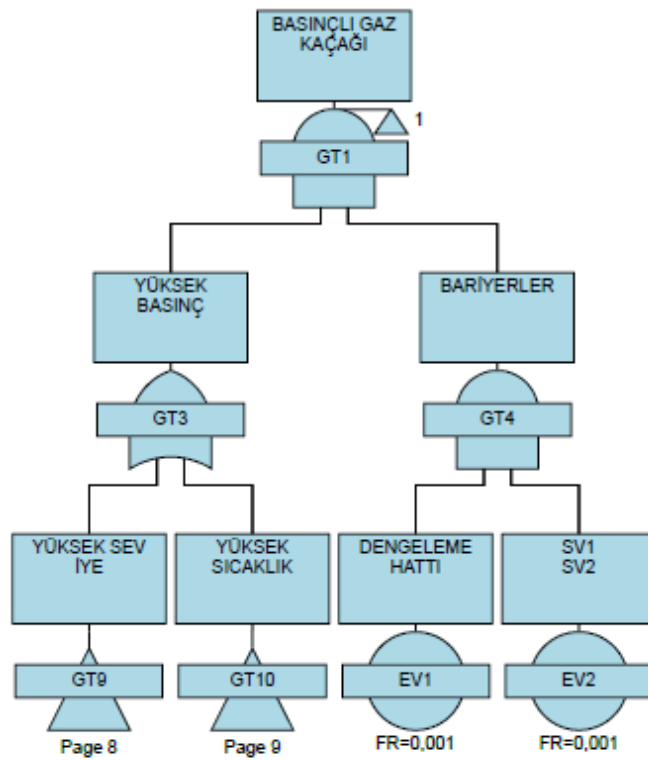 BASINÇLI GAZ
KAÇAĞI
1
GT1
YÜKSEK
BASINÇ
BARİYERLER
GT3
GT4
YÜKSEK SEV
İYE
YÜKSEK
SICAKLIK
DENGELEME
HATTI
SV1
SV2
GT9
GT10
EV1
EV2
Page 8
Page 9
FR=0,001
FR=0,001